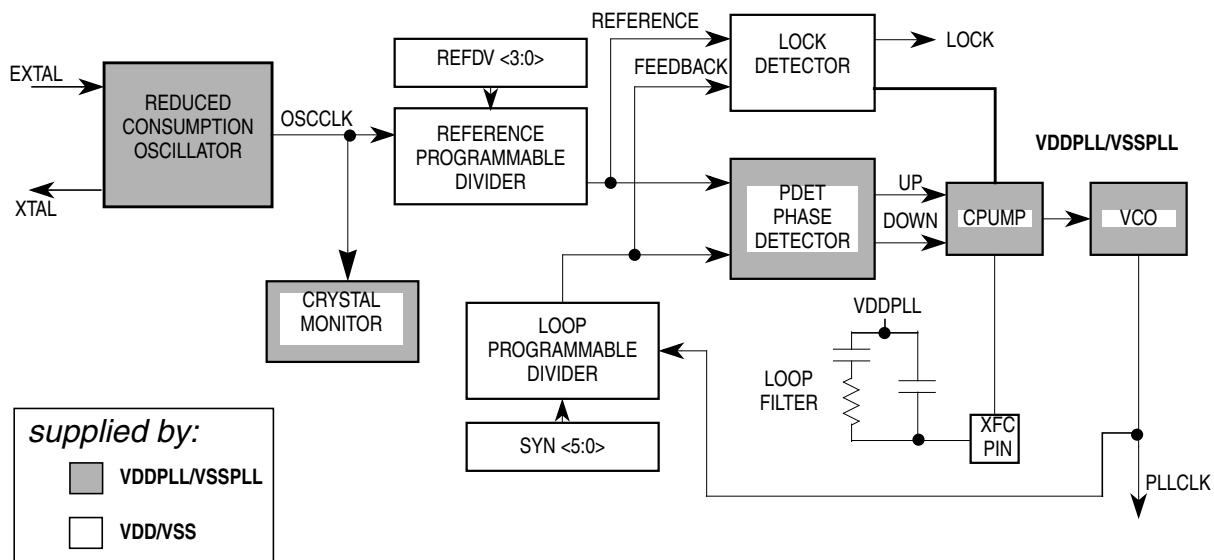 REFERENCE
LOCK
DETECTOR
LOCK
REFDV <3:0>
FEEDBACK
EXTAL
REDUCED
CONSUMPTION
OSCILLATOR
OSCCLK
REFERENCE
PROGRAMMABLE
DIVIDER
VDDPLL/VSSPLL
XTAL
PDET
PHASE
DETECTOR
UP
DOWN
CPUMP
VCO
CRYSTAL
MONITOR
LOOP
PROGRAMMABLE
DIVIDER
VDDPLL
LOOP
FILTER
XFC
PIN
SYN <5:0>
PLLCLK
supplied by:
VDDPLL/VSSPLL
VDD/VSS